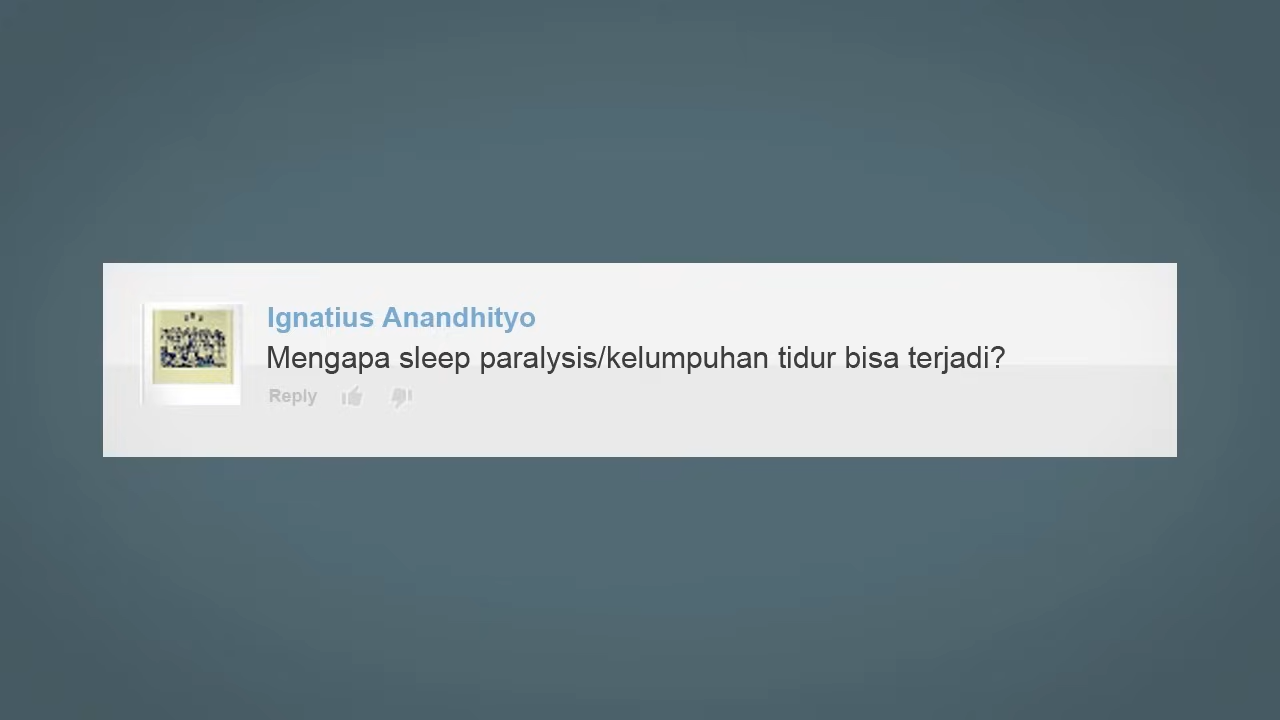 Ignatius Anandhityo
Mengapa sleep paralysis/kelumpuhan tidur bisa terjadi?
Reply